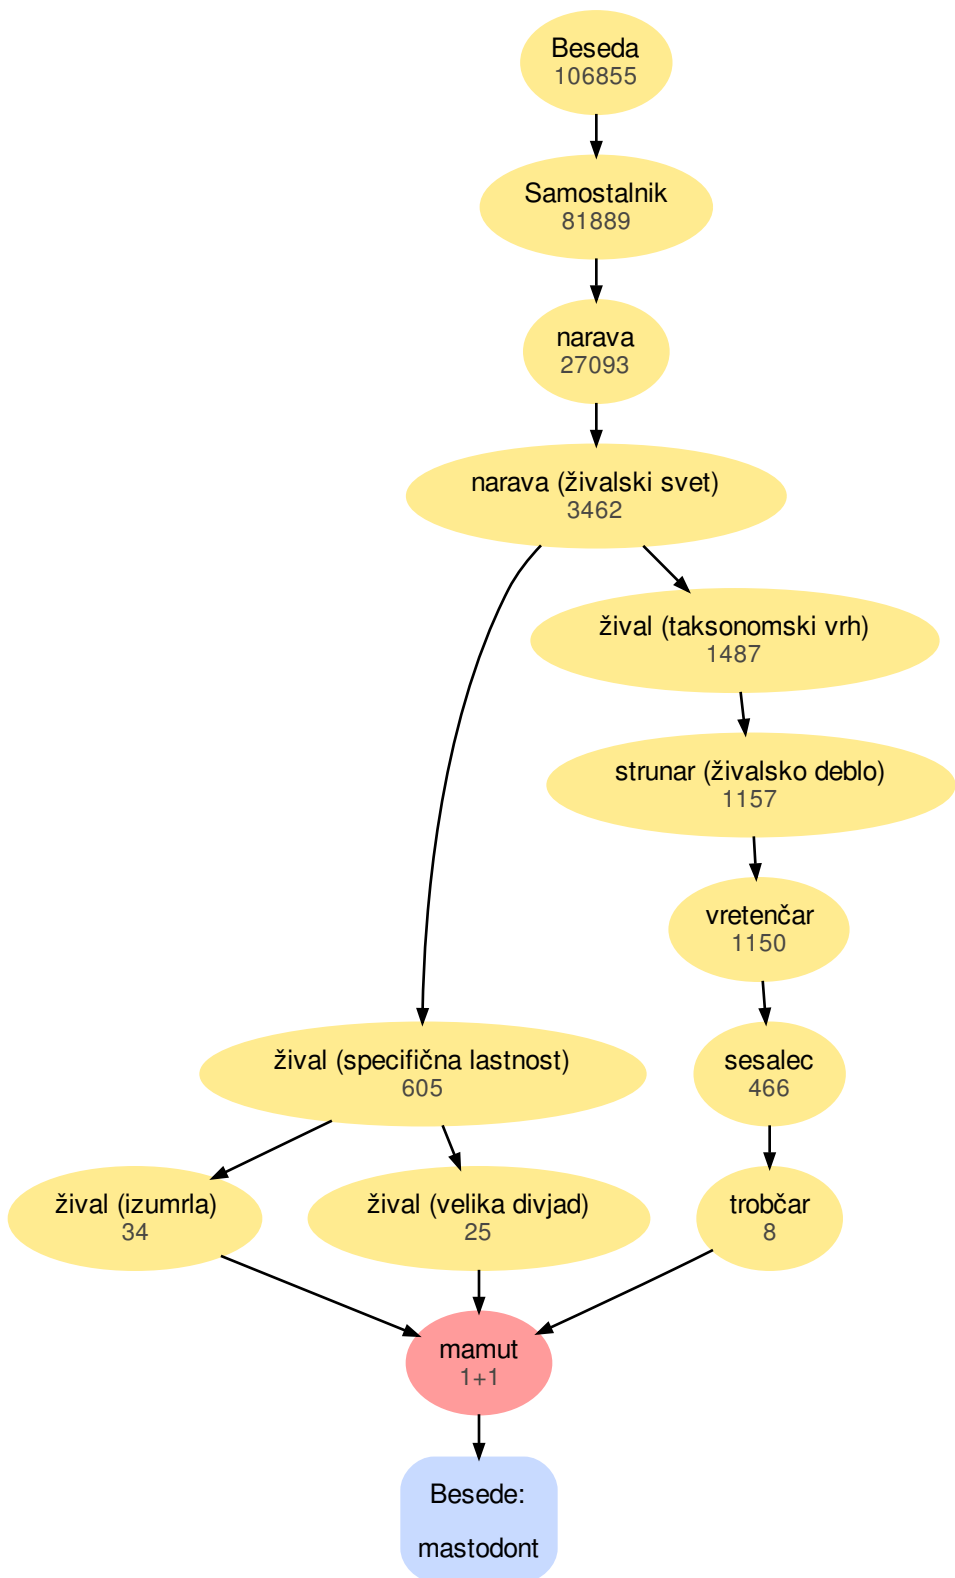 Beseda
106855
Samostalnik
81889
narava
27093
narava (živalski svet)
3462
žival (taksonomski vrh)
1487
strunar (živalsko deblo)
1157
vretenčar
1150
žival (specifična lastnost)
605
sesalec
466
žival (izumrla)
34
žival (velika divjad)
25
trobčar
8
mamut
1+1
Besede:
mastodont